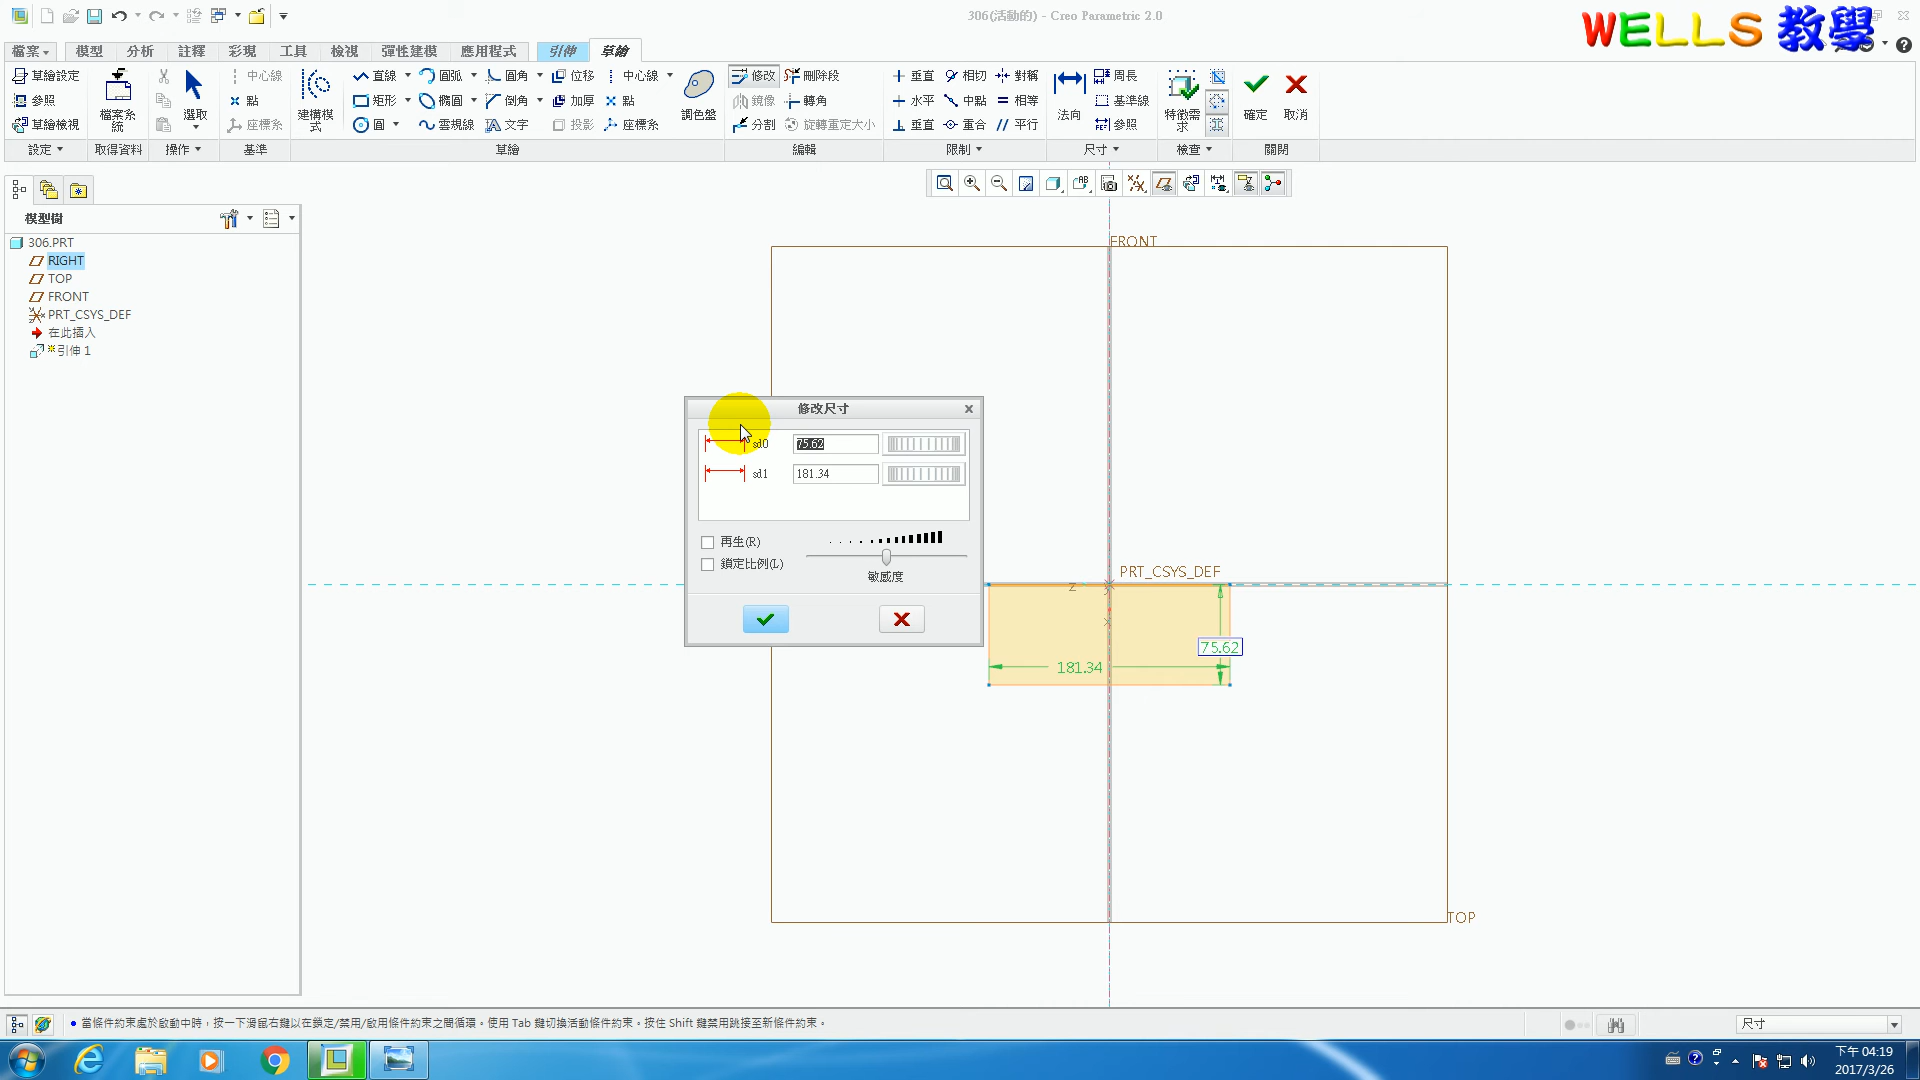 306(活動的) - Creo Parametric 2.0
WELLS 教學
檔案 模型 分析 註釋 彩現 工具 檢視 彈性建模 應用程式 引伸 草繪
草繪設定 中心線 直線 圓弧 圓角 位移 中心線 修改 刪除段 垂直 相切 對稱 周長
參照 檔案系統 選取 點 建構模式 矩形 橢圓 倒角 加厚 點 調色盤 鏡像 轉角 水平 中點 相等 法向 基準線 特徵需求 確定 取消
草繪檢視 座標系 圓 雲規線 文字 投影 座標系 分割 旋轉重定大小 垂直 重合 平行 參照
設定 取得資料 操作 基準 草繪 編輯 限制 尺寸 檢查 關閉
模型樹
306.PRT
RIGHT
TOP
FRONT
PRT_CSYS_DEF
在此插入
引伸 1
FRONT
修改尺寸
sd0 75.62
sd1 181.34
再生(R)
鎖定比例(L)
敏感度
PRT_CSYS_DEF
Z
75.62
181.34
TOP
當條件約束處於啟動中時，按一下滑鼠右鍵以在鎖定/禁用/啟用條件約束之間循環。使用 Tab 鍵切換活動條件約束。按住 Shift 鍵禁用跳接至新條件約束。
尺寸
下午 04:19
2017/3/26